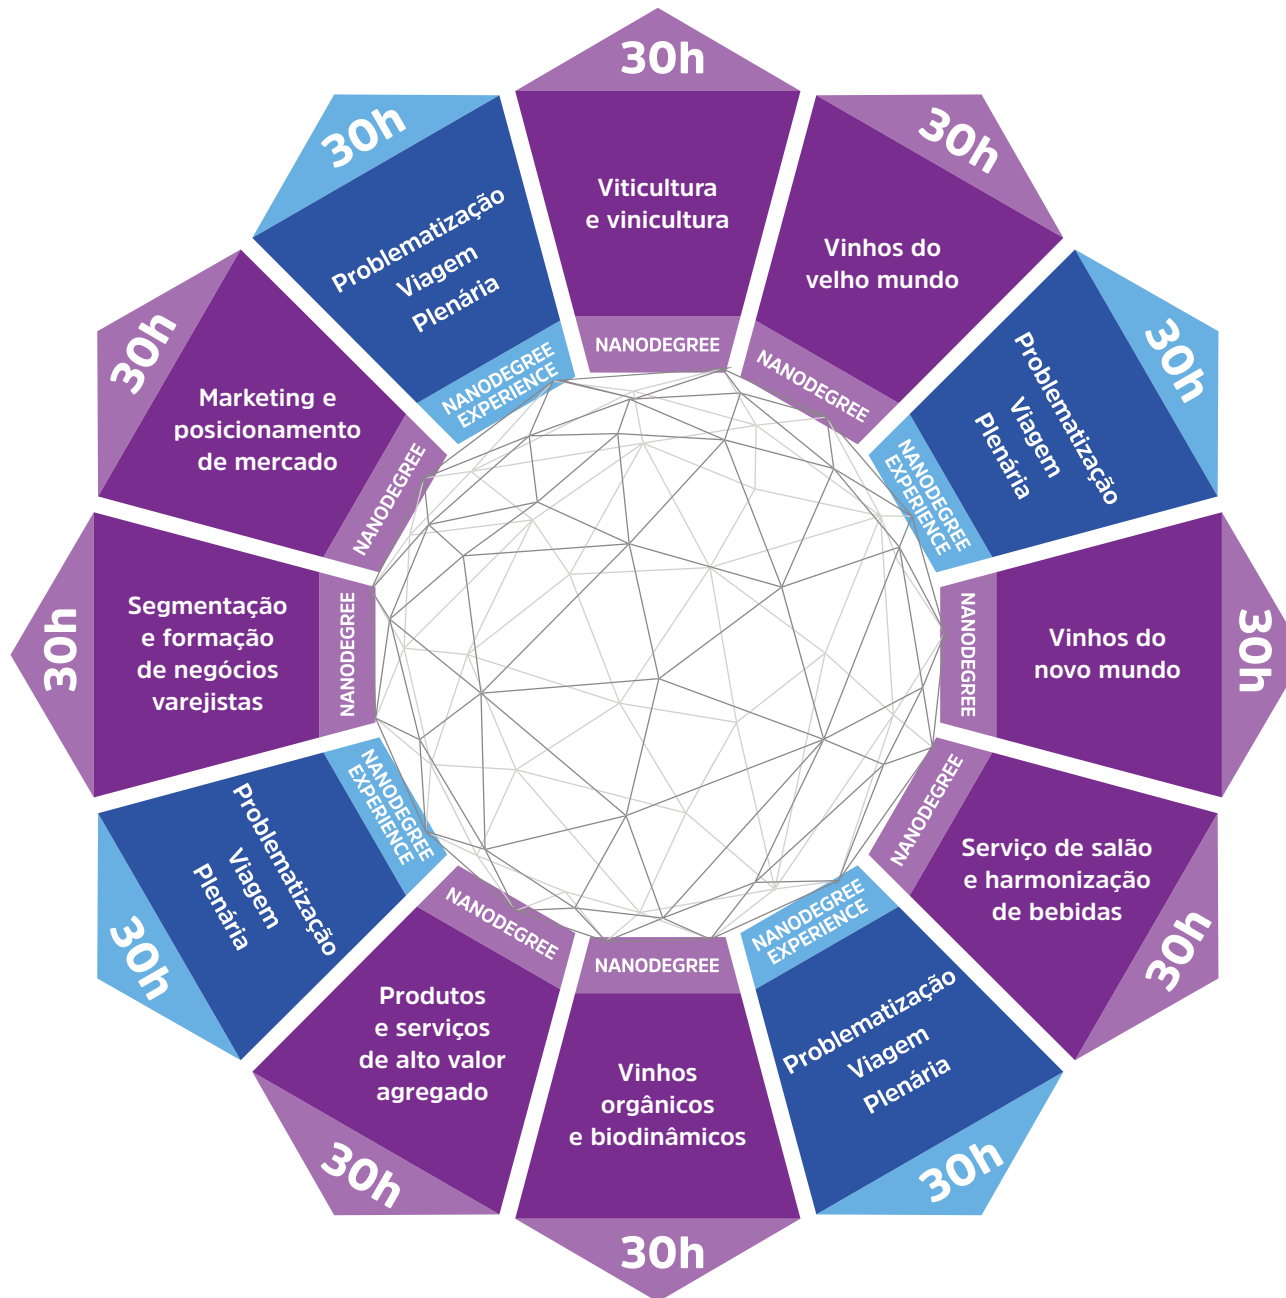 30h
Viticultura
e vinicultura
NANODEGREE
30h
Vinhos do
velho mundo
NANODEGREE
30h
Problematização
Viagem
Plenária
NANODEGREE
EXPERIENCE
30h
Vinhos do
novo mundo
NANODEGREE
30h
Serviço de salão
e harmonização
de bebidas
NANODEGREE
30h
Problematização
Viagem
Plenária
NANODEGREE
EXPERIENCE
30h
Vinhos
orgânicos
e biodinâmicos
NANODEGREE
30h
Produtos
e serviços
de alto valor
agregado
NANODEGREE
30h
Problematização
Viagem
Plenária
NANODEGREE
EXPERIENCE
30h
Segmentação
e formação
de negócios
varejistas
NANODEGREE
30h
Marketing e
posicionamento
de mercado
NANODEGREE
30h
Problematização
Viagem
Plenária
NANODEGREE
EXPERIENCE